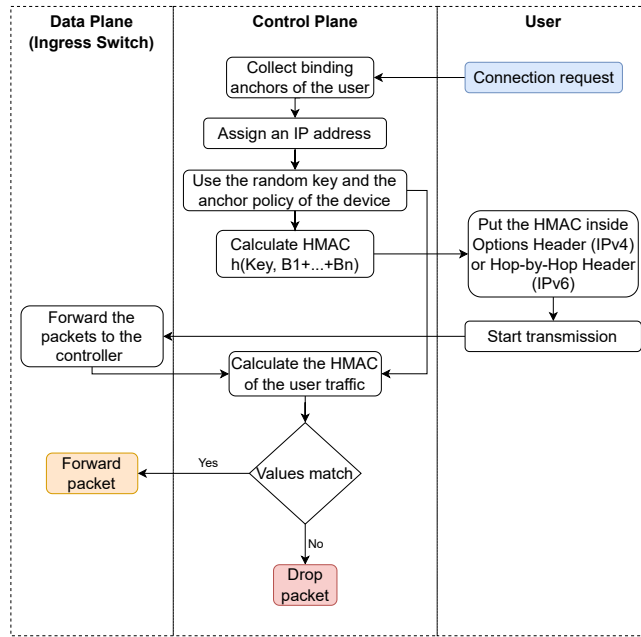 Data Plane
(Ingress Switch)
Control Plane
User
Collect binding
anchors of the user
Connection request
Assign an IP address
Use the random key and the
anchor policy of the device
Calculate HMAC
h(Key, B1+...+Bn)
Put the HMAC inside
Options Header (IPv4)
or Hop-by-Hop Header
(IPv6)
Forward the
packets to the
controller
Start transmission
Calculate the HMAC
of the user traffic
Values match
Yes
Forward
packet
No
Drop
packet